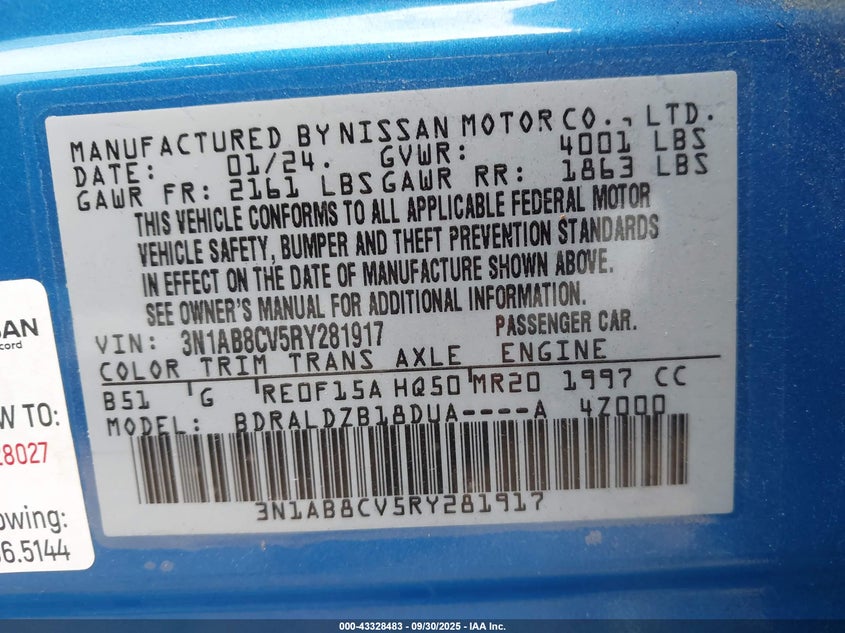 MANUFACTURED BY NISSAN MOTOR CO., LTD.
DATE: 01/24. GVWR: 4001 LBS
GAWR FR: 2161 LBS GAWR RR: 1863 LBS
THIS VEHICLE CONFORMS TO ALL APPLICABLE FEDERAL MOTOR
VEHICLE SAFETY, BUMPER AND THEFT PREVENTION STANDARDS
IN EFFECT ON THE DATE OF MANUFACTURE SHOWN ABOVE.
SEE OWNER'S MANUAL FOR ADDITIONAL INFORMATION.
VIN: 3N1AB8CV5RY281917 PASSENGER CAR.
COLOR TRIM TRANS AXLE ENGINE
B51 G RE0F15A HQ50 MR20 1997 CC
MODEL: BDRALDZB18DUA----A 4Z000
3N1AB8CV5RY281917
SAN
cord
W TO:
8027
owing:
6.5144
000-43328483 - 09/30/2025 - IAA Inc.